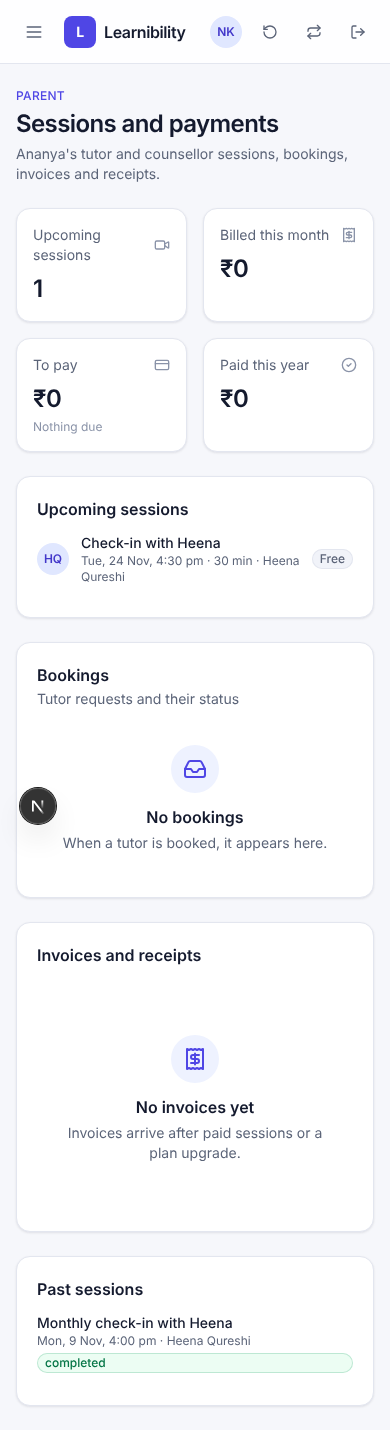 L Learnibility NK
PARENT
Sessions and payments
Ananya's tutor and counsellor sessions, bookings,
invoices and receipts.
Upcoming
sessions
1
Billed this month
₹0
To pay
₹0
Nothing due
Paid this year
₹0
Upcoming sessions
HQ
Check-in with Heena
Tue, 24 Nov, 4:30 pm · 30 min · Heena
Qureshi
Free
Bookings
Tutor requests and their status
N
No bookings
When a tutor is booked, it appears here.
Invoices and receipts
No invoices yet
Invoices arrive after paid sessions or a
plan upgrade.
Past sessions
Monthly check-in with Heena
Mon, 9 Nov, 4:00 pm · Heena Qureshi
completed